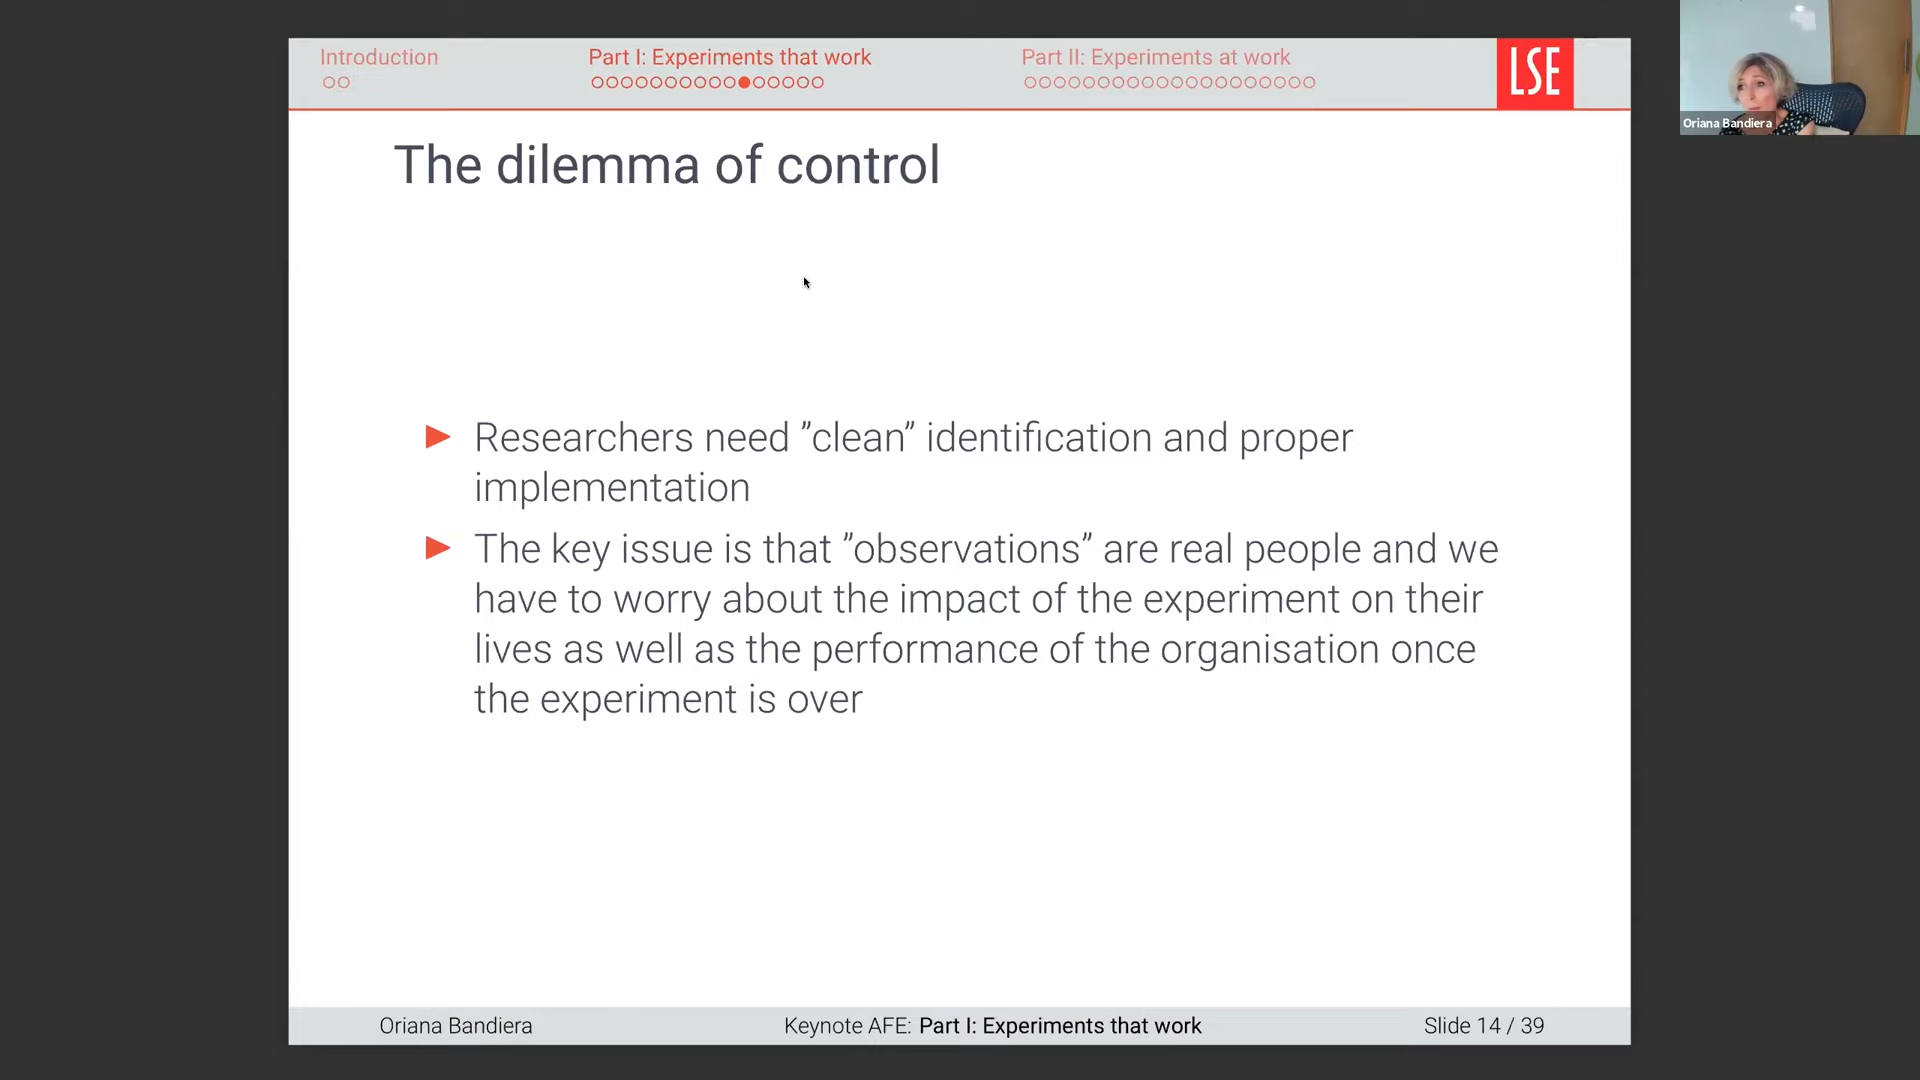 Introduction
Part I: Experiments that work
Part II: Experiments at work
LSE
Oriana Bandiera
The dilemma of control
Researchers need ”clean” identification and proper
implementation
The key issue is that ”observations” are real people and we
have to worry about the impact of the experiment on their
lives as well as the performance of the organisation once
the experiment is over
Oriana Bandiera
Keynote AFE: Part I: Experiments that work
Slide 14 / 39